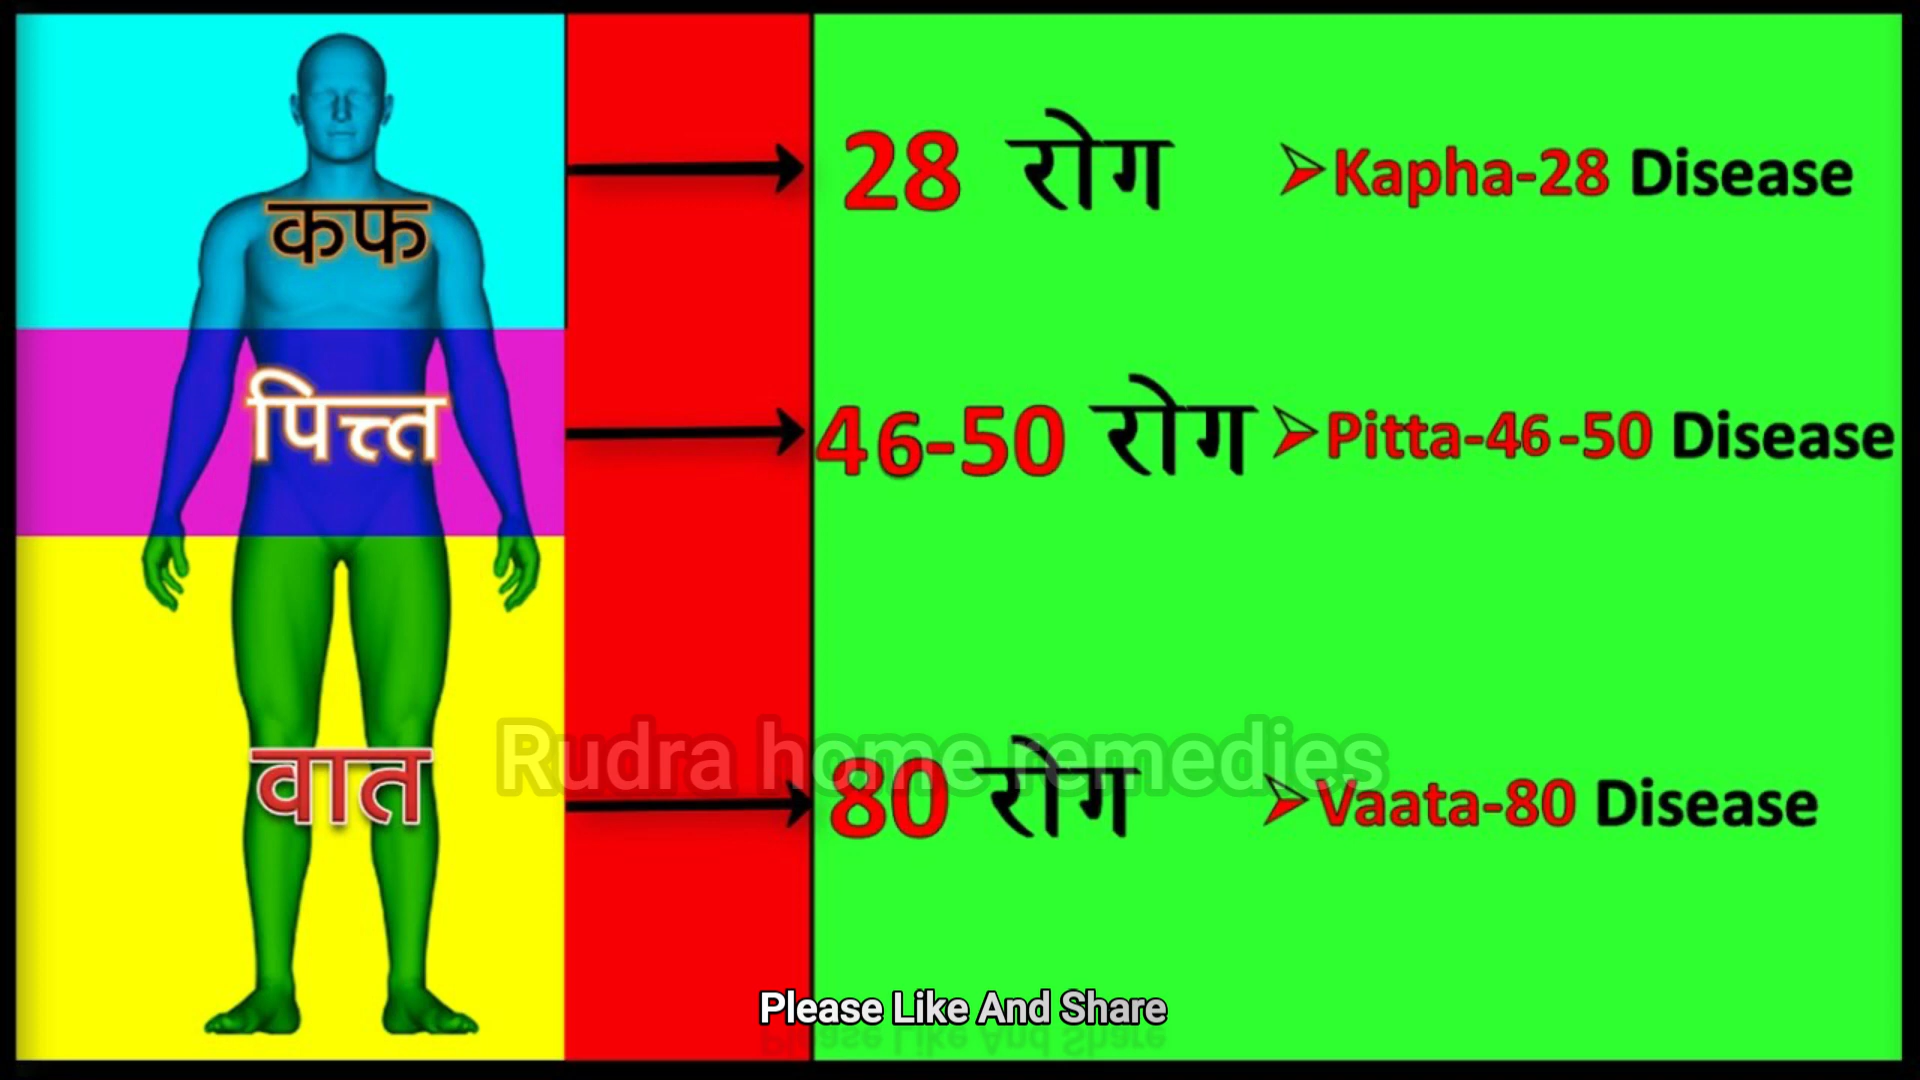 कफ
28 रोग
➢Kapha-28 Disease
पित्त
46-50 रोग
➢Pitta-46-50 Disease
वात
Rudra home remedies
80 रोग
➢Vaata-80 Disease
Please Like And Share